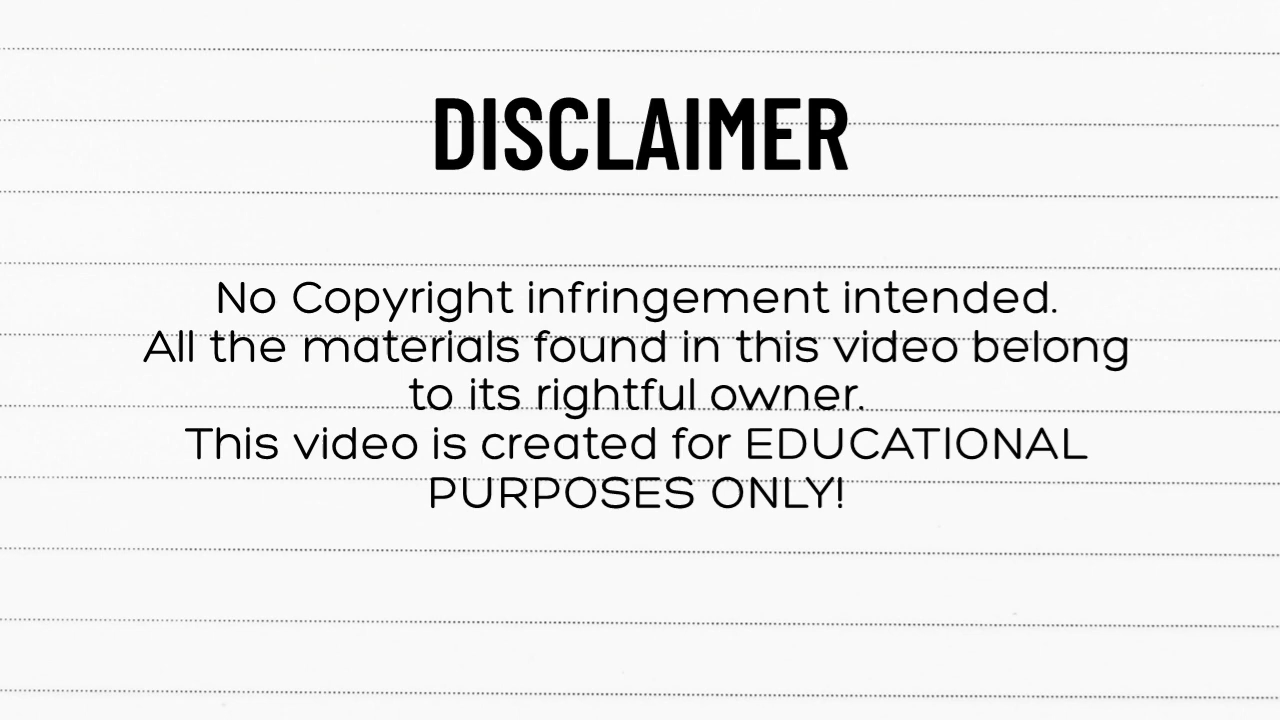 DISCLAIMER
No Copyright infringement intended.
All the materials found in this video belong
to its rightful owner.
This video is created for EDUCATIONAL
PURPOSES ONLY!